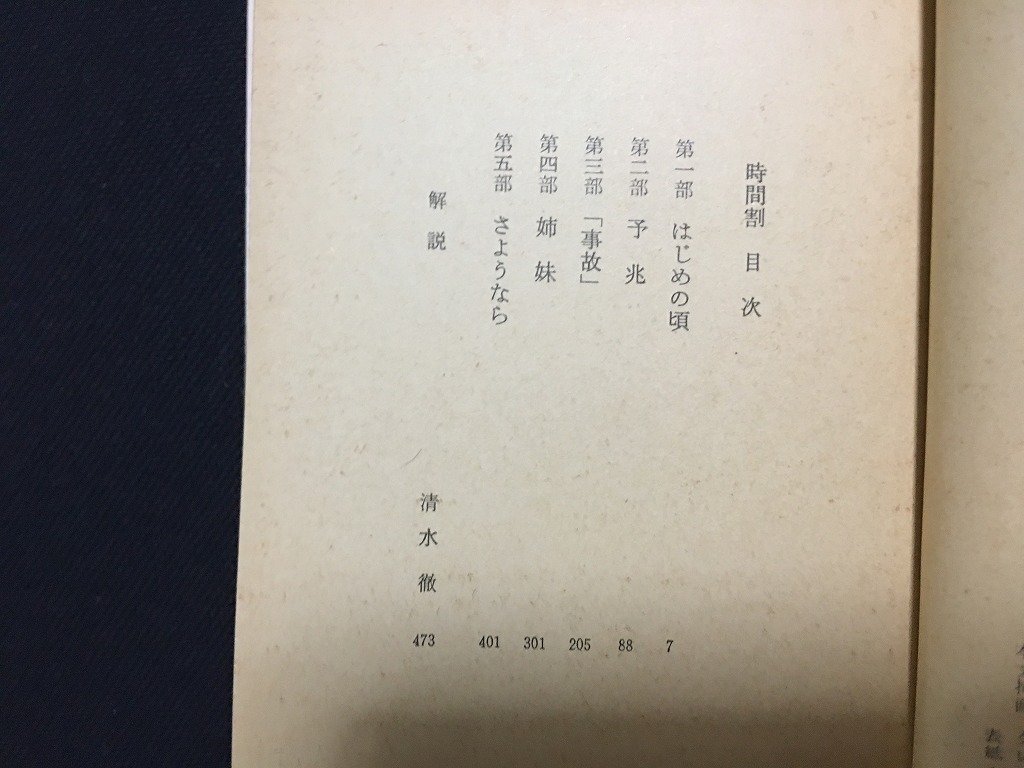 時間割 目次
第一部 はじめの頃 7
第二部 予兆 88
第三部 「事故」 205
第四部 姉妹 301
第五部 さようなら 401
解説 清水徹 473
表紙